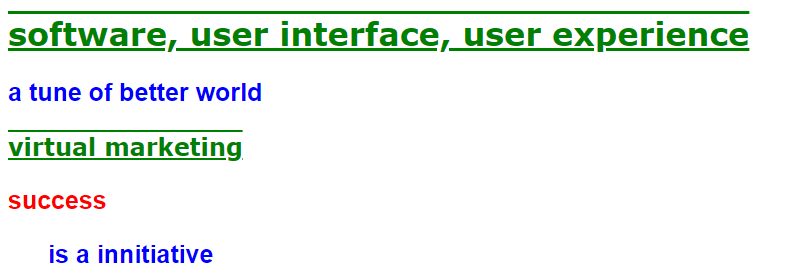 software, user interface, user experience
a tune of better world
virtual marketing
success
is a innitiative